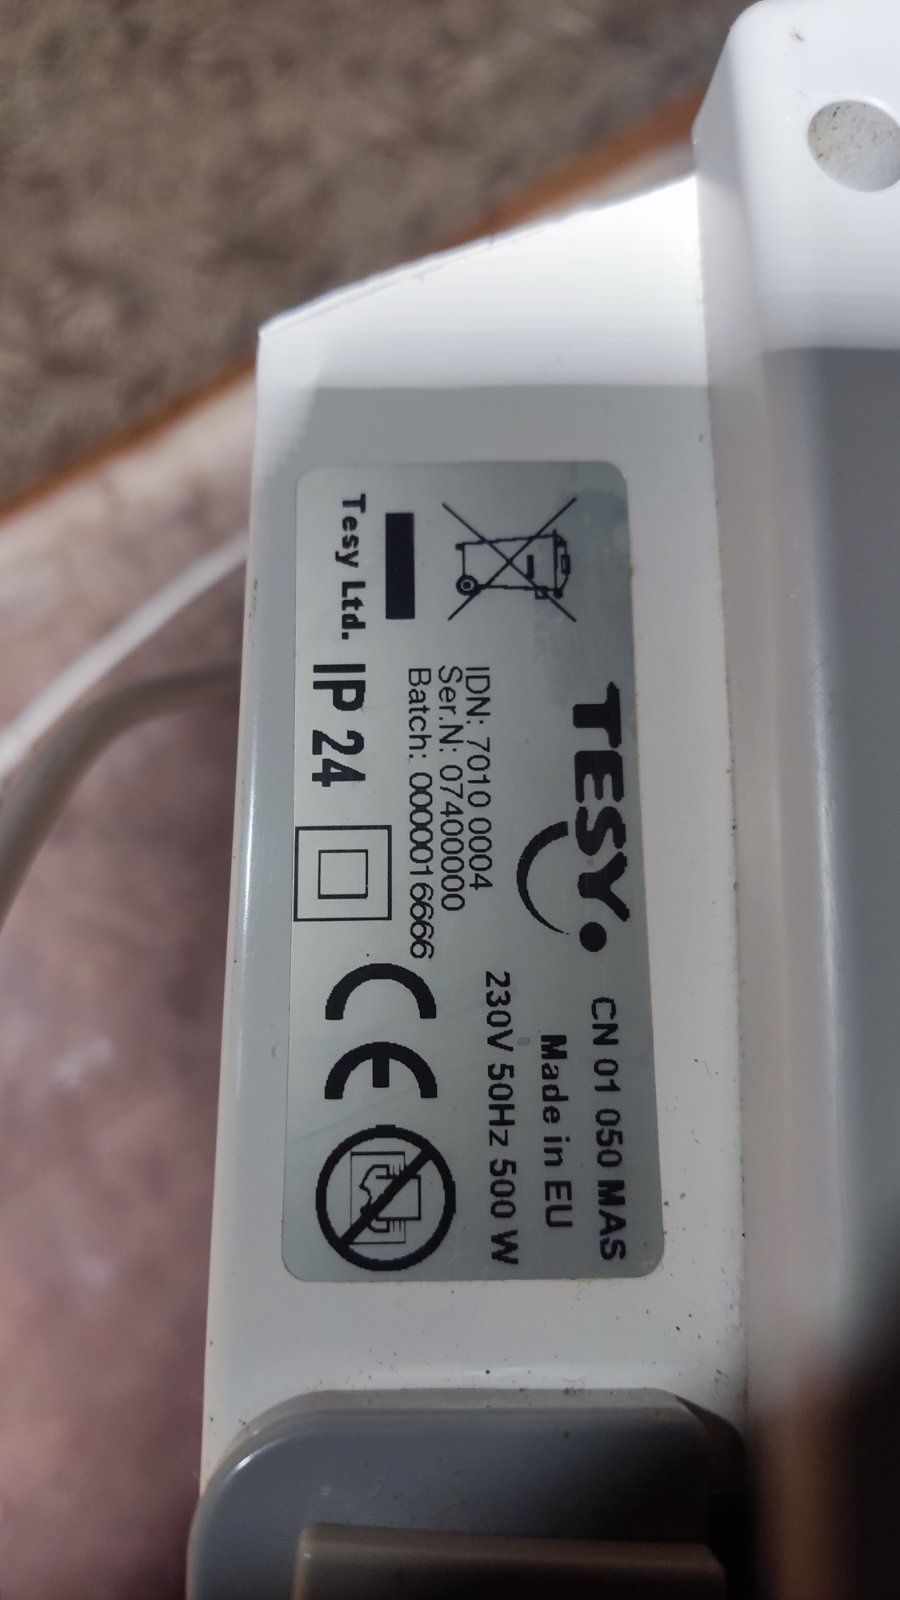 TESY
CN 01 050 MAS
Made in EU
IDN: 7010 0004
Ser.N: 07400000
Batch: 0000016666
230V 50Hz 500 W
Tesy Ltd.
IP 24
CE